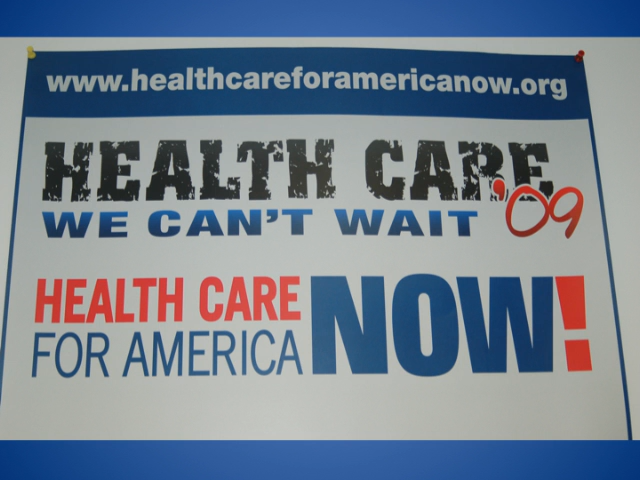 www.healthcareforamericanow.org
HEALTH CARE '09
WE CAN'T WAIT
HEALTH CARE
FOR AMERICA NOW!